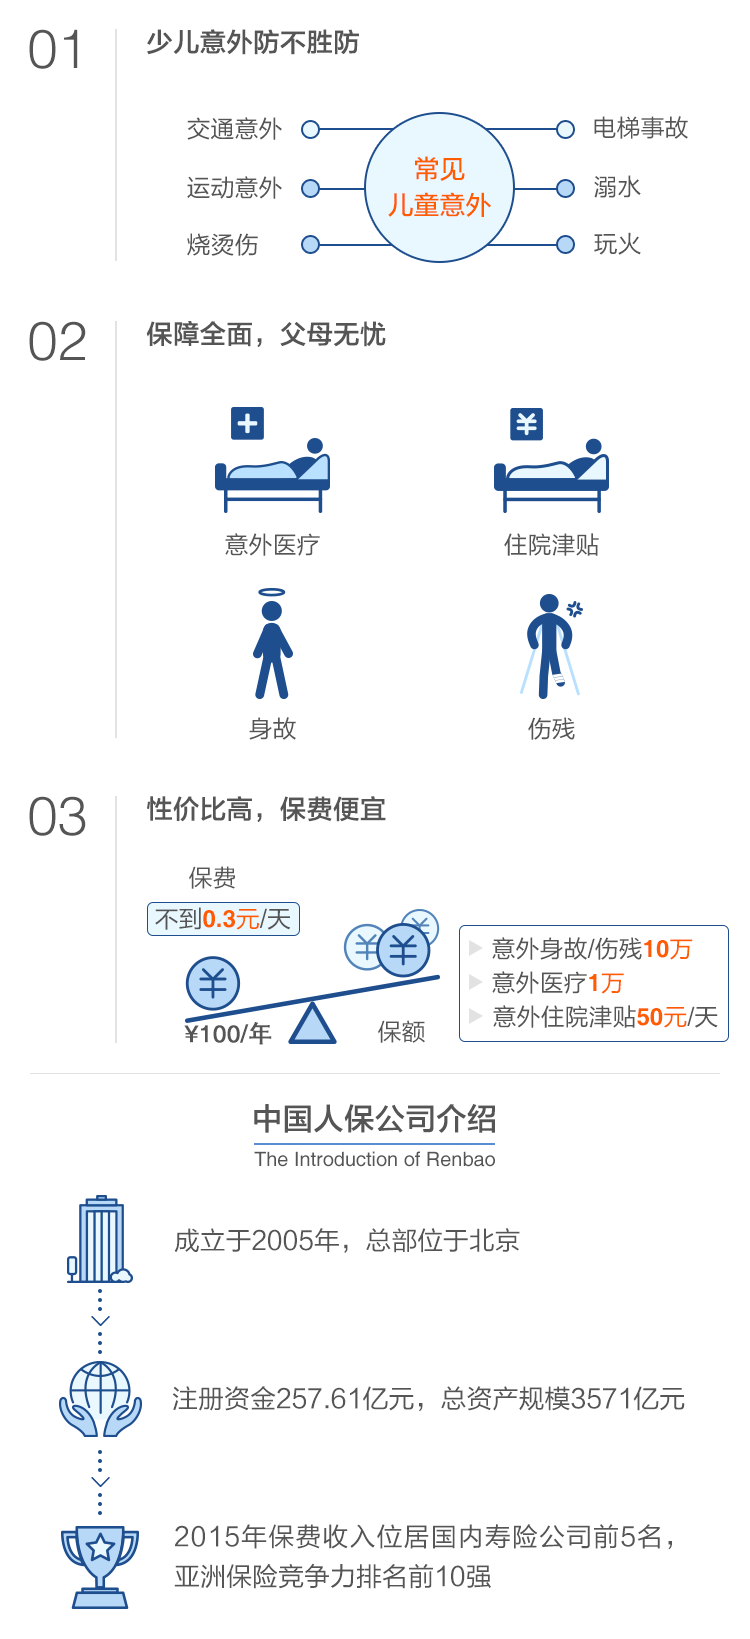 01
少儿意外防不胜防
交通意外
电梯事故
常见
儿童意外
运动意外
溺水
烧烫伤
玩火
02
保障全面，父母无忧
¥
意外医疗
住院津贴
身故
伤残
03
性价比高，保费便宜
保费
不到0.3元/天
¥
¥
¥
¥
¥100/年
保额
意外身故/伤残10万
意外医疗1万
意外住院津贴50元/天
中国人保公司介绍
The Introduction of Renbao
成立于2005年，总部位于北京
注册资金257.61亿元，总资产规模3571亿元
2015年保费收入位居国内寿险公司前5名，
亚洲保险竞争力排名前10强